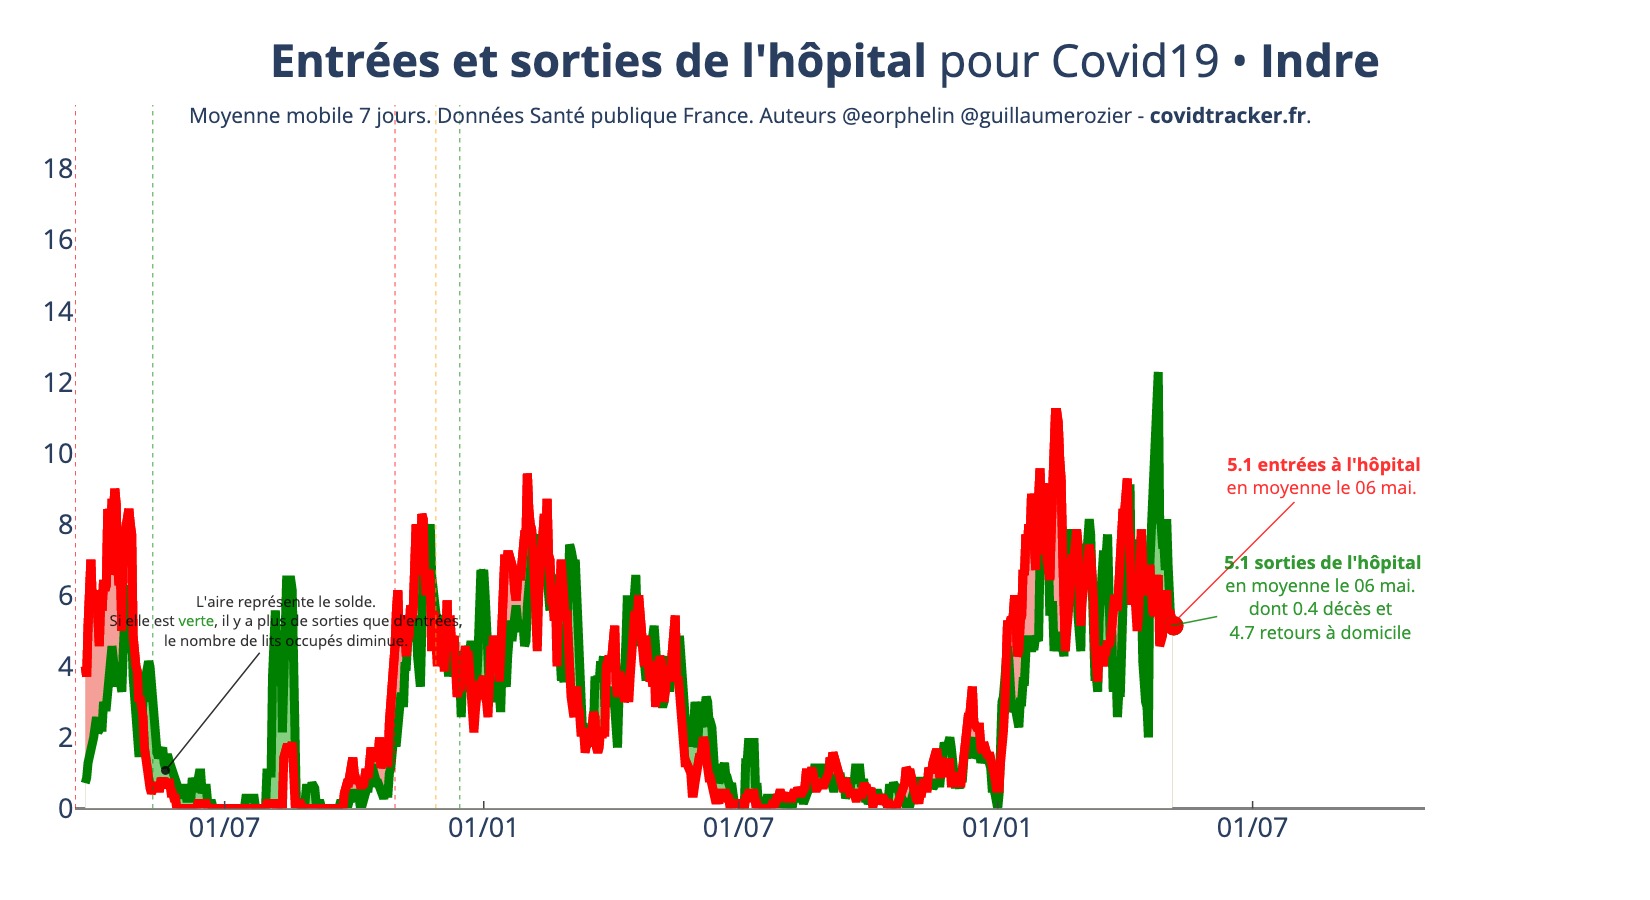 Entrées et sorties de l'hôpital pour Covid19 • Indre
Moyenne mobile 7 jours. Données Santé publique France. Auteurs @eorphelin @guillaumerozier - covidtracker.fr.
18
16
14
12
10
8
6
4
2
0
L'aire représente le solde.
Si elle est verte, il y a plus de sorties que d'entrées,
le nombre de lits occupés diminue.
5.1 entrées à l'hôpital
en moyenne le 06 mai.
5.1 sorties de l'hôpital
en moyenne le 06 mai.
dont 0.4 décès et
4.7 retours à domicile
01/07
01/01
01/07
01/01
01/07